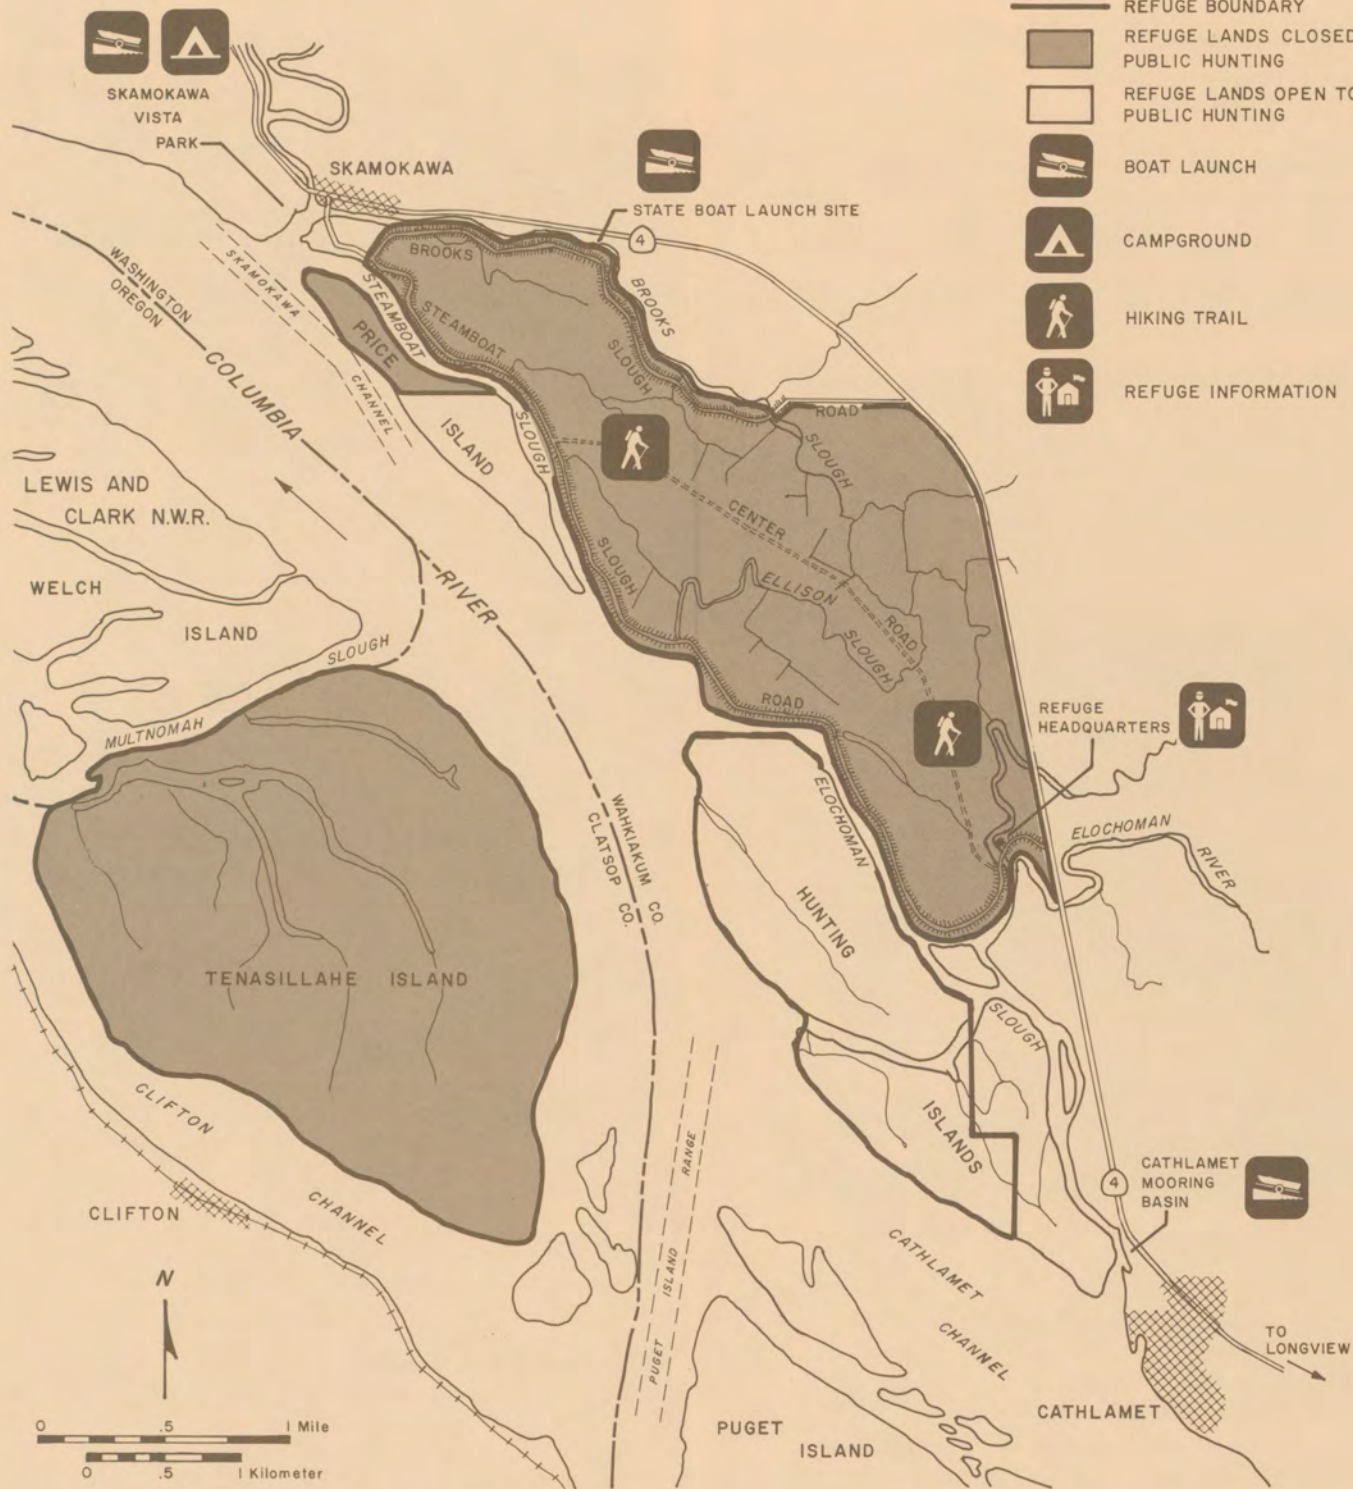 REFUGE BOUNDARY
REFUGE LANDS CLOSED
PUBLIC HUNTING
REFUGE LANDS OPEN TO
PUBLIC HUNTING
BOAT LAUNCH
CAMPGROUND
HIKING TRAIL
REFUGE INFORMATION
SKAMOKAWA
VISTA
PARK
SKAMOKAWA
STATE BOAT LAUNCH SITE
4
BROOKS
BROOKS
SLOUGH
ROAD
SLOUGH
WASHINGTON
OREGON
SKAMOKAWA
CHANNEL
STEAMBOAT
SLOUGH
STEAMBOAT
SLOUGH
ROAD
PRICE
ISLAND
COLUMBIA
RIVER
LEWIS AND
CLARK N.W.R.
WELCH
ISLAND
CENTER
ROAD
ELLISON
SLOUGH
MULTNOMAH
SLOUGH
REFUGE
HEADQUARTERS
ELOCHOMAN
RIVER
WAHKIAKUM CO.
CLATSOP CO.
ELOCHOMAN
SLOUGH
HUNTING
ISLANDS
TENASILLAHE ISLAND
CLIFTON
CHANNEL
CLIFTON
PUGET ISLAND RANGE
CATHLAMET
MOORING
BASIN
4
CATHLAMET
CHANNEL
TO
LONGVIEW
CATHLAMET
PUGET
ISLAND
N
0 .5 1 Mile
0 .5 1 Kilometer